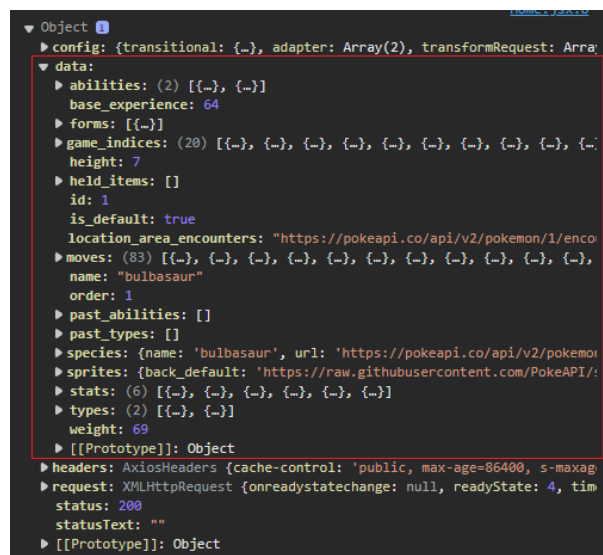 Home.jsx:6
▼ Object i
▶ config: {transitional: {…}, adapter: Array(2), transformRequest: Array
▼ data:
▶ abilities: (2) [{…}, {…}]
base_experience: 64
▶ forms: [{…}]
▶ game_indices: (20) [{…}, {…}, {…}, {…}, {…}, {…}, {…}, {…}, {…
height: 7
▶ held_items: []
id: 1
is_default: true
location_area_encounters: "https://pokeapi.co/api/v2/pokemon/1/encou
▶ moves: (83) [{…}, {…}, {…}, {…}, {…}, {…}, {…}, {…}, {…}, {…},
name: "bulbasaur"
order: 1
▶ past_abilities: []
▶ past_types: []
▶ species: {name: 'bulbasaur', url: 'https://pokeapi.co/api/v2/pokemon
▶ sprites: {back_default: 'https://raw.githubusercontent.com/PokeAPI/s
▶ stats: (6) [{…}, {…}, {…}, {…}, {…}, {…}]
▶ types: (2) [{…}, {…}]
weight: 69
▶ [[Prototype]]: Object
▶ headers: AxiosHeaders {cache-control: 'public, max-age=86400, s-maxag
▶ request: XMLHttpRequest {onreadystatechange: null, readyState: 4, tim
status: 200
statusText: ""
▶ [[Prototype]]: Object